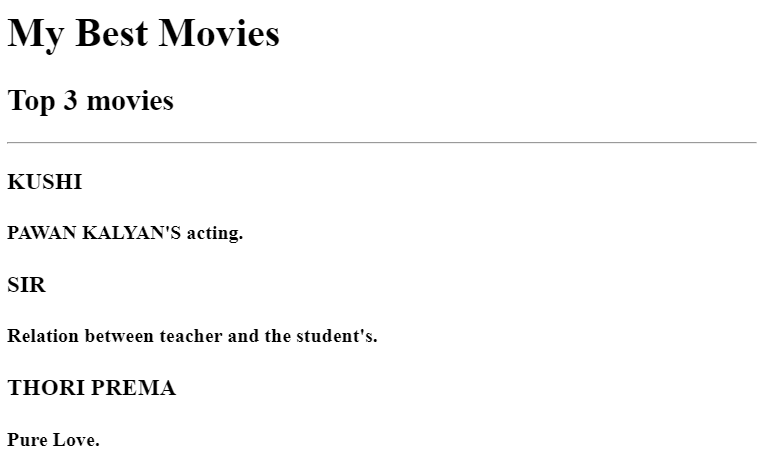 My Best Movies
Top 3 movies
KUSHI
PAWAN KALYAN'S acting.
SIR
Relation between teacher and the student's.
THORI PREMA
Pure Love.